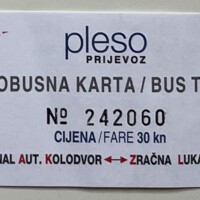 pleso
PRIJEVOZ
OBUSNA KARTA / BUS T
№ 242060
CIJENA / FARE 30 kn
NAL AUT. KOLODVOR ↔ ZRAČNA LUKA